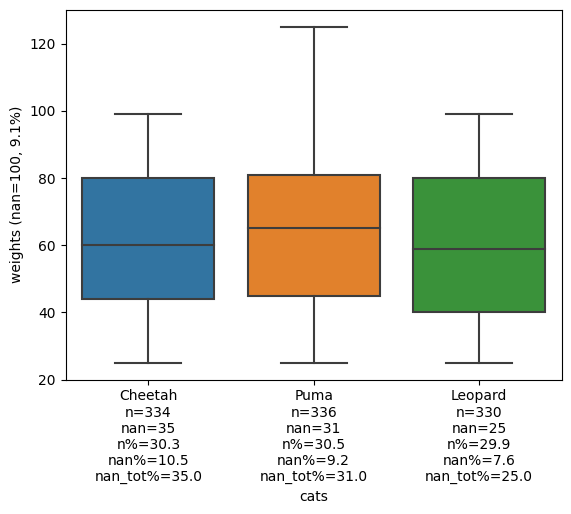 120
100
80
60
40
20
weights (nan=100, 9.1%)
Cheetah
n=334
nan=35
n%=30.3
nan%=10.5
nan_tot%=35.0
Puma
n=336
nan=31
n%=30.5
nan%=9.2
nan_tot%=31.0
Leopard
n=330
nan=25
n%=29.9
nan%=7.6
nan_tot%=25.0
cats